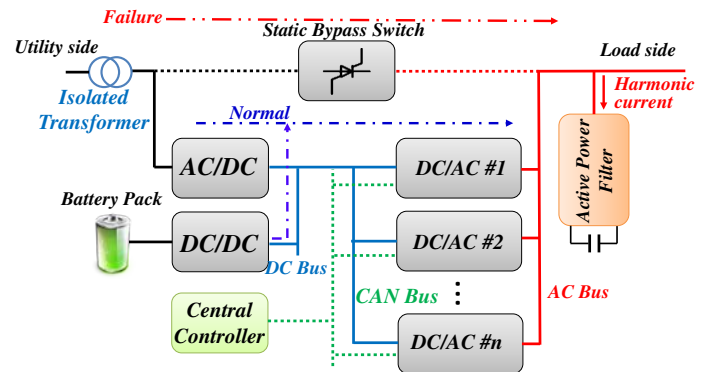 Failure
Static Bypass Switch
Utility side
Load side
Isolated
Transformer
Harmonic
current
Normal
Active Power
Filter
AC/DC
DC/AC #1
Battery Pack
DC/DC
DC/AC #2
DC Bus
CAN Bus
AC Bus
Central
Controller
DC/AC #n